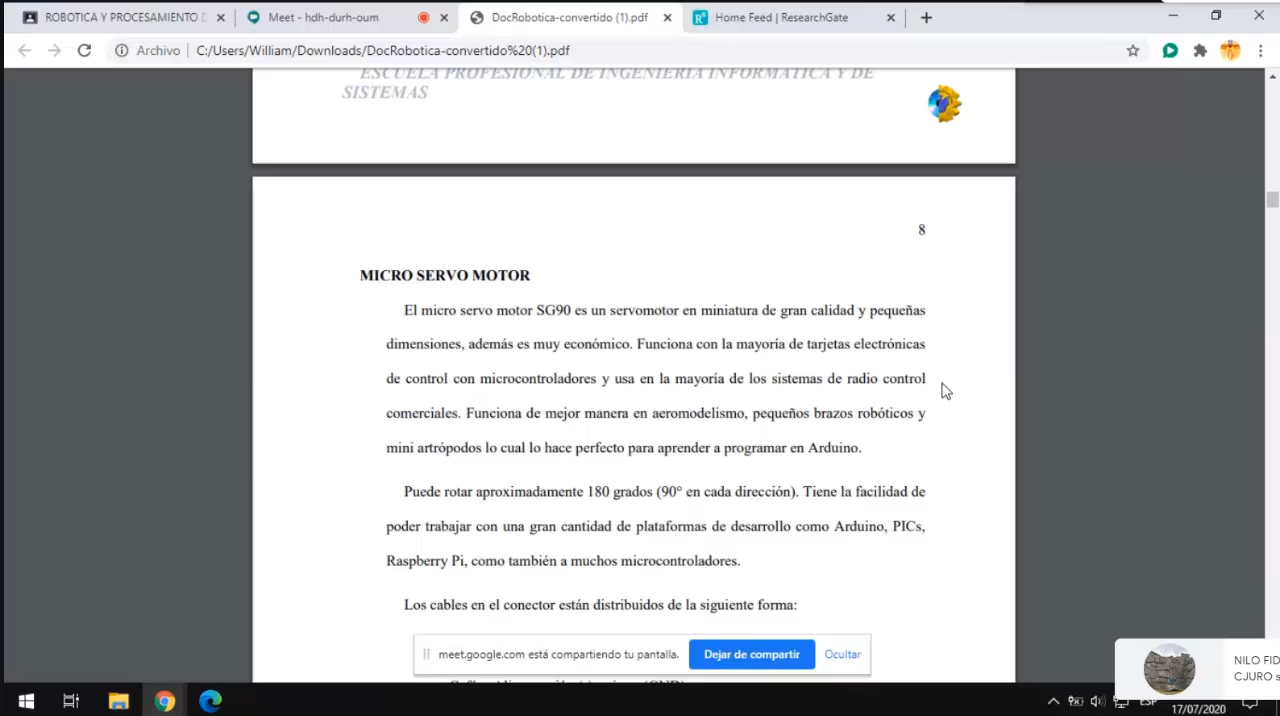 ROBOTICA Y PROCESAMIENTO D
Meet - hdh-durh-oum
DocRobotica-convertido (1).pdf
Home Feed | ResearchGate
Archivo
C:/Users/William/Downloads/DocRobotica-convertido%20(1).pdf
ESCUELA PROFESIONAL DE INGENIERIA INFORMATICA Y DE
SISTEMAS
8
MICRO SERVO MOTOR
El micro servo motor SG90 es un servomotor en miniatura de gran calidad y pequeñas
dimensiones, además es muy económico. Funciona con la mayoría de tarjetas electrónicas
de control con microcontroladores y usa en la mayoría de los sistemas de radio control
comerciales. Funciona de mejor manera en aeromodelismo, pequeños brazos robóticos y
mini artrópodos lo cual lo hace perfecto para aprender a programar en Arduino.
Puede rotar aproximadamente 180 grados (90° en cada dirección). Tiene la facilidad de
poder trabajar con una gran cantidad de plataformas de desarrollo como Arduino, PICs,
Raspberry Pi, como también a muchos microcontroladores.
Los cables en el conector están distribuidos de la siguiente forma:
meet.google.com está compartiendo tu pantalla.
Dejar de compartir
Ocultar
NILO FID
CJURO s
ESP
17/07/2020